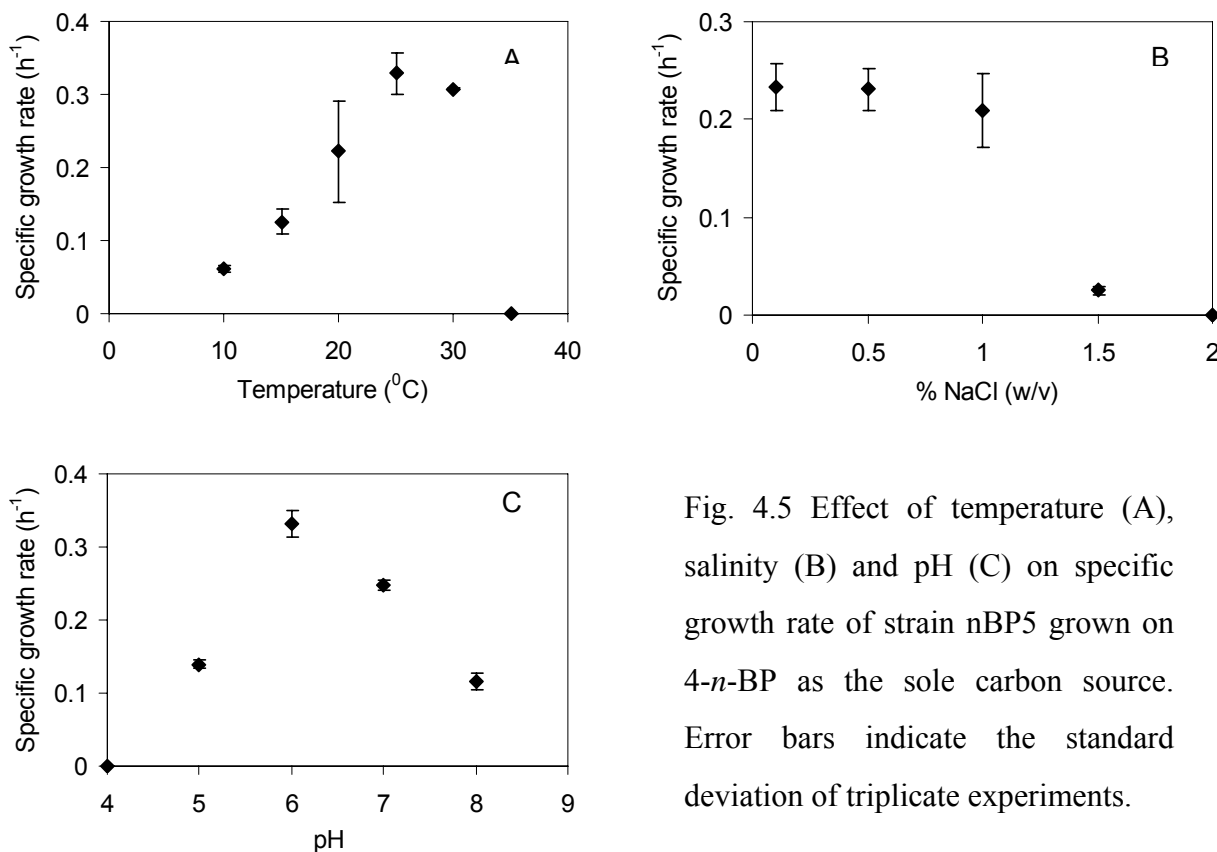 0.4
0.3
0.2
0.1
0
Specific growth rate (h-1)
A
0 10 20 30 40
Temperature (0C)
0.3
0.2
0.1
0
Specific growth rate (h-1)
B
0 0.5 1 1.5 2
% NaCl (w/v)
0.4
0.3
0.2
0.1
0
Specific growth rate (h-1)
C
4 5 6 7 8 9
pH
Fig. 4.5 Effect of temperature (A),
salinity (B) and pH (C) on specific
growth rate of strain nBP5 grown on
4-n-BP as the sole carbon source.
Error bars indicate the standard
deviation of triplicate experiments.